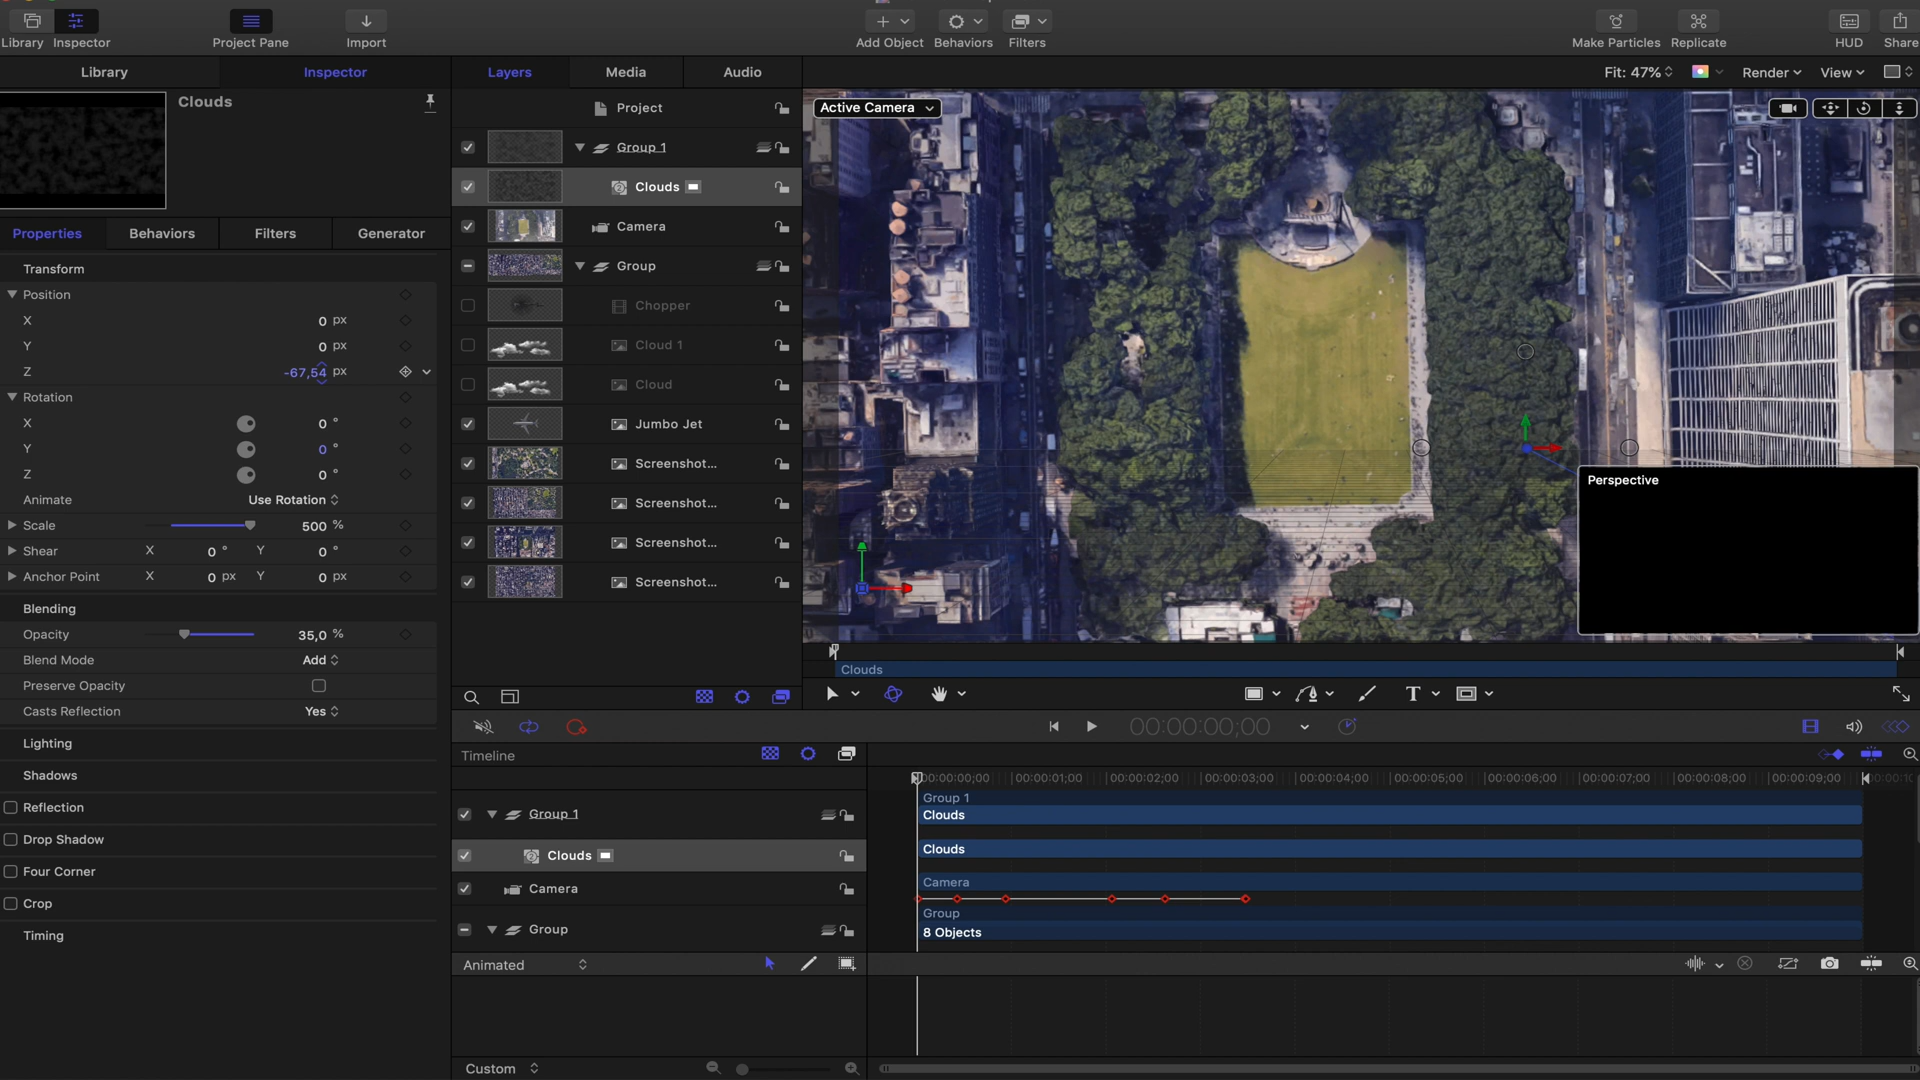 Library
Inspector
Project Pane
Import
Add Object
Behaviors
Filters
Make Particles
Replicate
HUD
Share
Library
Inspector
Layers
Media
Audio
Fit: 47%
Render
View
Clouds
Project
Active Camera
Group 1
Clouds
Camera
Properties
Behaviors
Filters
Generator
Group
Transform
Position
Chopper
X 0 px
Y 0 px
Cloud 1
Z -67,54 px
Cloud
Rotation
X 0 °
Jumbo Jet
Y 0 °
Z 0 °
Screenshot...
Animate Use Rotation
Screenshot...
Scale 500 %
Screenshot...
Shear X 0 ° Y 0 °
Anchor Point X 0 px Y 0 px
Screenshot...
Perspective
Blending
Opacity 35,0 %
Blend Mode Add
Preserve Opacity
Casts Reflection Yes
Clouds
Lighting
Shadows
Reflection
Drop Shadow
Four Corner
Crop
Timing
T
00:00:00;00
Timeline
00:00:00;00 00:00:01;00 00:00:02;00 00:00:03;00 00:00:04;00 00:00:05;00 00:00:06;00 00:00:07;00 00:00:08;00 00:00:09;00
Group 1
Group 1
Clouds
Clouds
Clouds
Camera
Camera
Group
Group
8 Objects
Animated
Custom